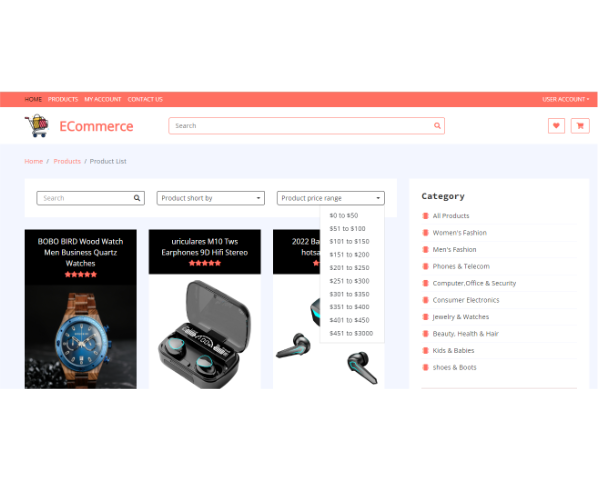 HOME PRODUCTS MY ACCOUNT CONTACT US USER ACCOUNT
ECommerce Search
Home / Products / Product List
Search Product short by Product price range
Category
All Products
Women's Fashion
Men's Fashion
Phones & Telecom
Computer,Office & Security
Consumer Electronics
Jewelry & Watches
Beauty, Health & Hair
Kids & Babies
shoes & Boots
$0 to $50
$51 to $100
$101 to $150
$151 to $200
$201 to $250
$251 to $300
$301 to $350
$351 to $400
$401 to $450
$451 to $3000
BOBO BIRD Wood Watch
Men Business Quartz
Watches
uriculares M10 Tws
Earphones 9D Hifi Stereo
2022 Ba
hotsa